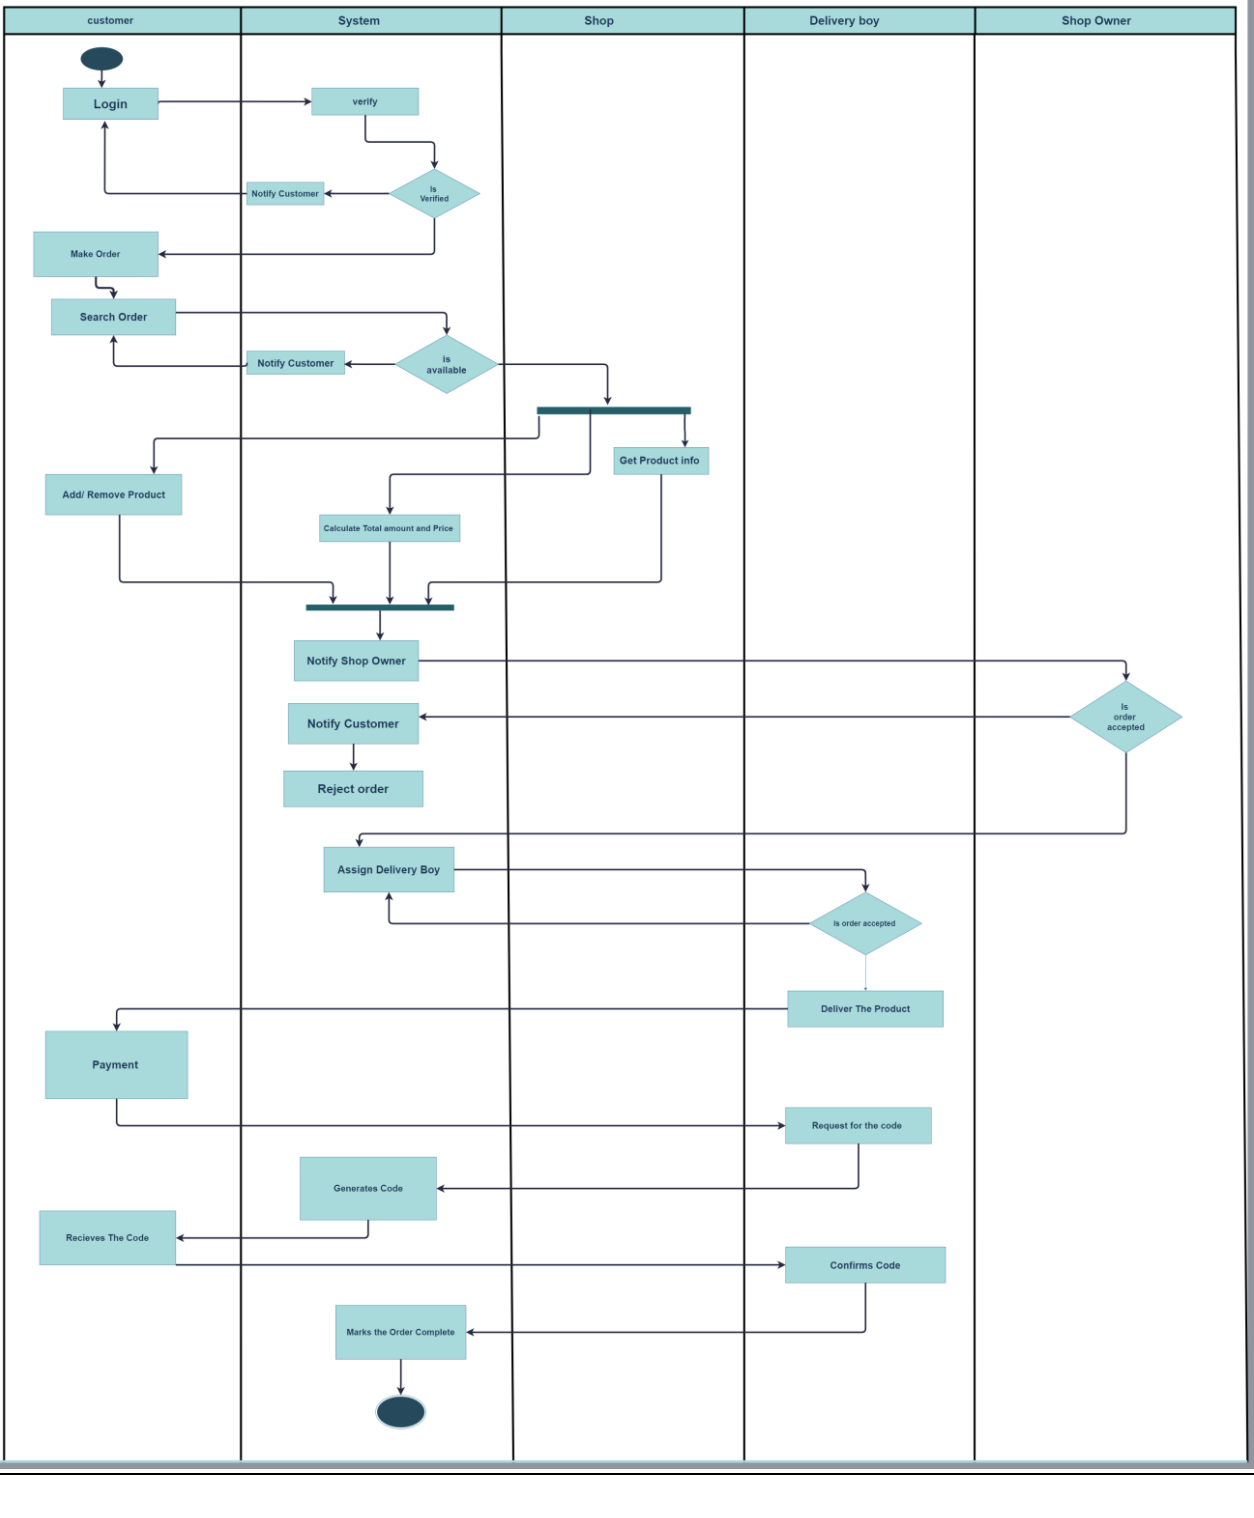 customer
System
Shop
Delivery boy
Shop Owner
Login
verify
Is
Verified
Notify Customer
Make Order
Search Order
is
available
Notify Customer
Get Product info
Add/ Remove Product
Calculate Total amount and Price
Notify Shop Owner
Is
order
accepted
Notify Customer
Reject order
Assign Delivery Boy
Is order accepted
Deliver The Product
Payment
Request for the code
Generates Code
Recieves The Code
Confirms Code
Marks the Order Complete